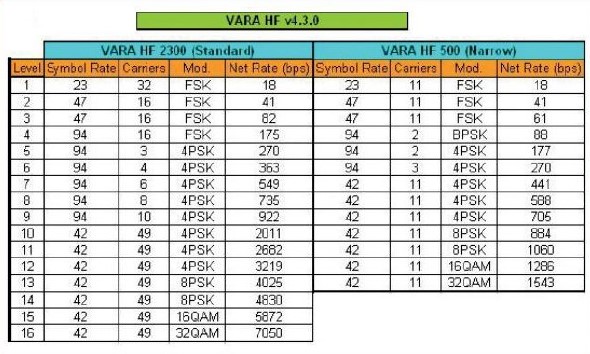 VARA HF v4.3.0
VARA HF 2300 (Standard) VARA HF 500 (Narrow)
Level Symbol Rate Carriers Mod. Net Rate (bps) Symbol Rate Carriers Mod. Net Rate (bps)
1 23 32 FSK 18 23 11 FSK 18
2 47 16 FSK 41 47 11 FSK 41
3 47 16 FSK 82 47 11 FSK 61
4 94 16 FSK 175 94 2 BPSK 88
5 94 3 4PSK 270 94 2 4PSK 177
6 94 4 4PSK 363 94 3 4PSK 270
7 94 6 4PSK 549 42 11 4PSK 441
8 94 8 4PSK 735 42 11 4PSK 588
9 94 10 4PSK 922 42 11 4PSK 705
10 42 49 4PSK 2011 42 11 8PSK 884
11 42 49 4PSK 2682 42 11 8PSK 1060
12 42 49 4PSK 3219 42 11 16QAM 1286
13 42 49 8PSK 4025 42 11 32QAM 1543
14 42 49 8PSK 4830
15 42 49 16QAM 5872
16 42 49 32QAM 7050